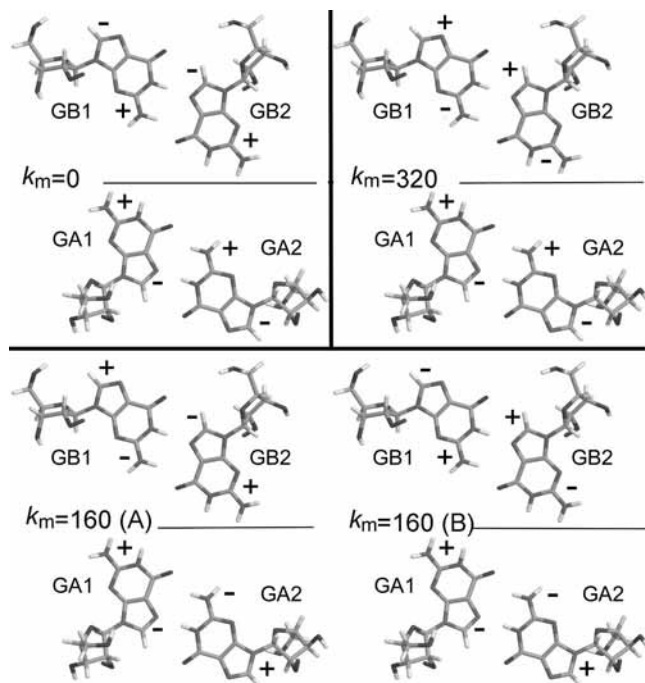 - +
- +
GB1 + GB2 GB1 - GB2
+ -
km=0 km=320
+ +
GA1 + GA2 GA1 + GA2
- -
- -
+ -
- +
GB1 - GB2 GB1 + GB2
+ -
km=160 (A) km=160 (B)
+ +
GA1 - GA2 GA1 - GA2
- -
+ +